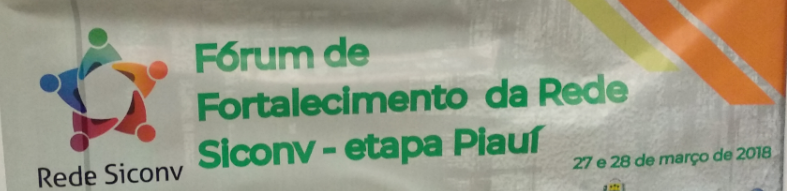 Fórum de
Fortalecimento da Rede
Siconv - etapa Piauí
27 e 28 de março de 2018
Rede Siconv